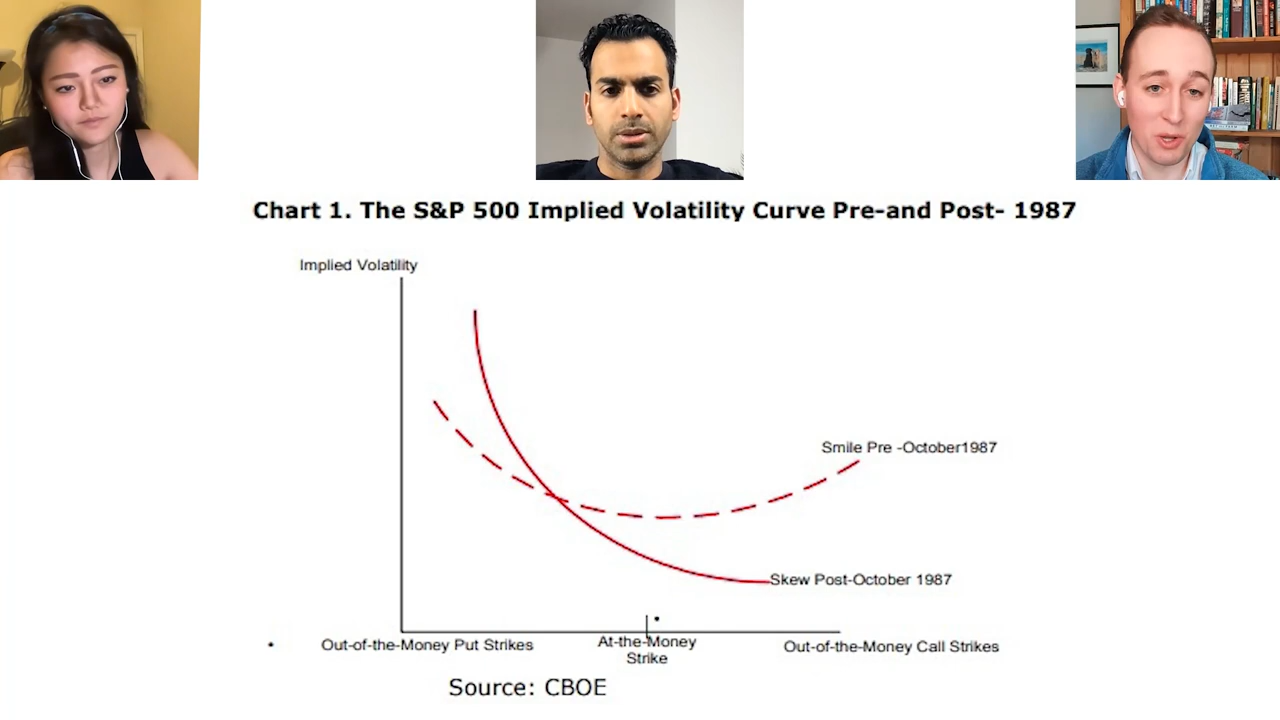 Chart 1. The S&P 500 Implied Volatility Curve Pre-and Post- 1987
Implied Volatility
Smile Pre -October1987
Skew Post-October 1987
Out-of-the-Money Put Strikes
At-the-Money
Strike
Out-of-the-Money Call Strikes
Source: CBOE